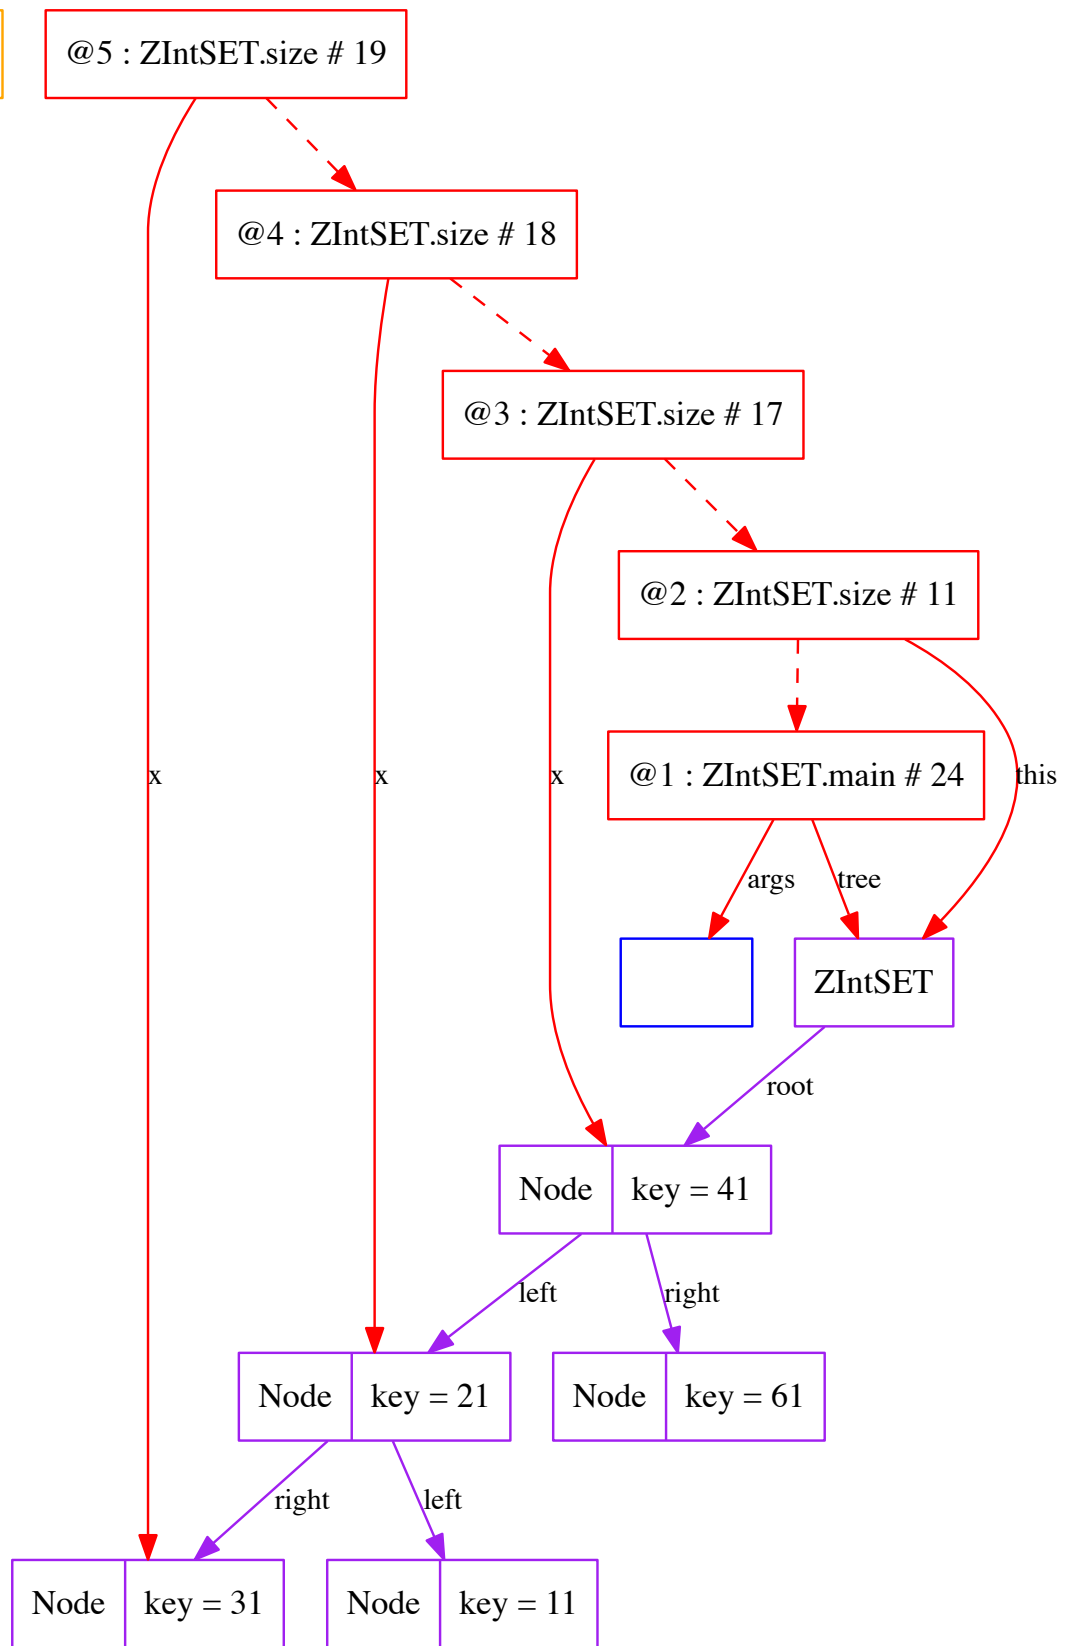 @5 : ZIntSET.size # 19
@4 : ZIntSET.size # 18
@3 : ZIntSET.size # 17
@2 : ZIntSET.size # 11
x
x
x
@1 : ZIntSET.main # 24
this
args
tree
ZIntSET
root
Node
key = 41
left
right
Node
key = 21
Node
key = 61
right
left
Node
key = 31
Node
key = 11